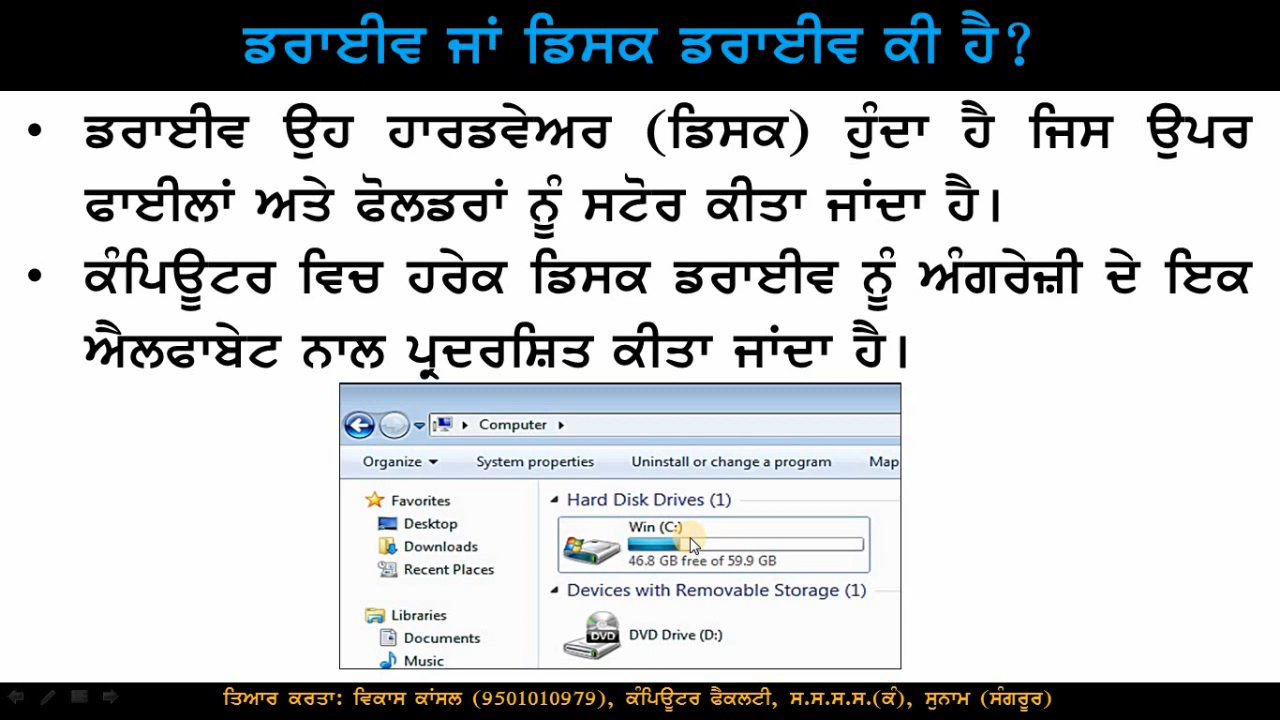 ਡਰਾਈਵ ਜਾਂ ਡਿਸਕ ਡਰਾਈਵ ਕੀ ਹੈ?
• ਡਰਾਈਵ ਉਹ ਹਾਰਡਵੇਅਰ (ਡਿਸਕ) ਹੁੰਦਾ ਹੈ ਜਿਸ ਉਪਰ
ਫਾਈਲਾਂ ਅਤੇ ਫੋਲਡਰਾਂ ਨੂੰ ਸਟੋਰ ਕੀਤਾ ਜਾਂਦਾ ਹੈ।
• ਕੰਪਿਊਟਰ ਵਿਚ ਹਰੇਕ ਡਿਸਕ ਡਰਾਈਵ ਨੂੰ ਅੰਗਰੇਜ਼ੀ ਦੇ ਇਕ
ਐਲਫਾਬੇਟ ਨਾਲ ਪ੍ਰਦਰਸ਼ਿਤ ਕੀਤਾ ਜਾਂਦਾ ਹੈ।
Computer
Organize System properties Uninstall or change a program Map
Favorites
Desktop
Downloads
Recent Places
Libraries
Documents
Music
Hard Disk Drives (1)
Win (C:)
46.8 GB free of 59.9 GB
Devices with Removable Storage (1)
DVD
DVD Drive (D:)
ਤਿਆਰ ਕਰਤਾ: ਵਿਕਾਸ ਕਾਂਸਲ (9501010979), ਕੰਪਿਊਟਰ ਫੈਕਲਟੀ, ਸ.ਸ.ਸ.ਸ.(ਕੰ), ਸੁਨਾਮ (ਸੰਗਰੂਰ)